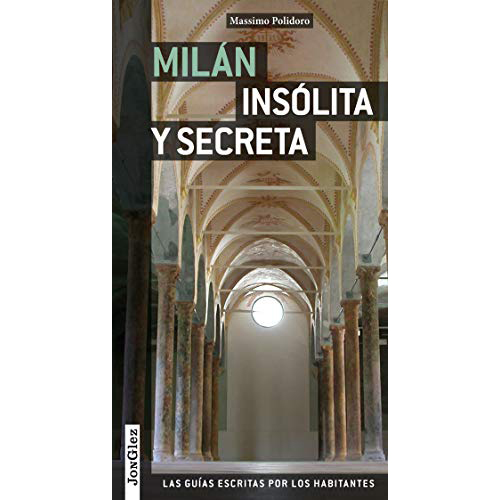 Massimo Polidoro
MILÁN
INSÓLITA
Y SECRETA
JonGlez
LAS GUÍAS ESCRITAS POR LOS HABITANTES